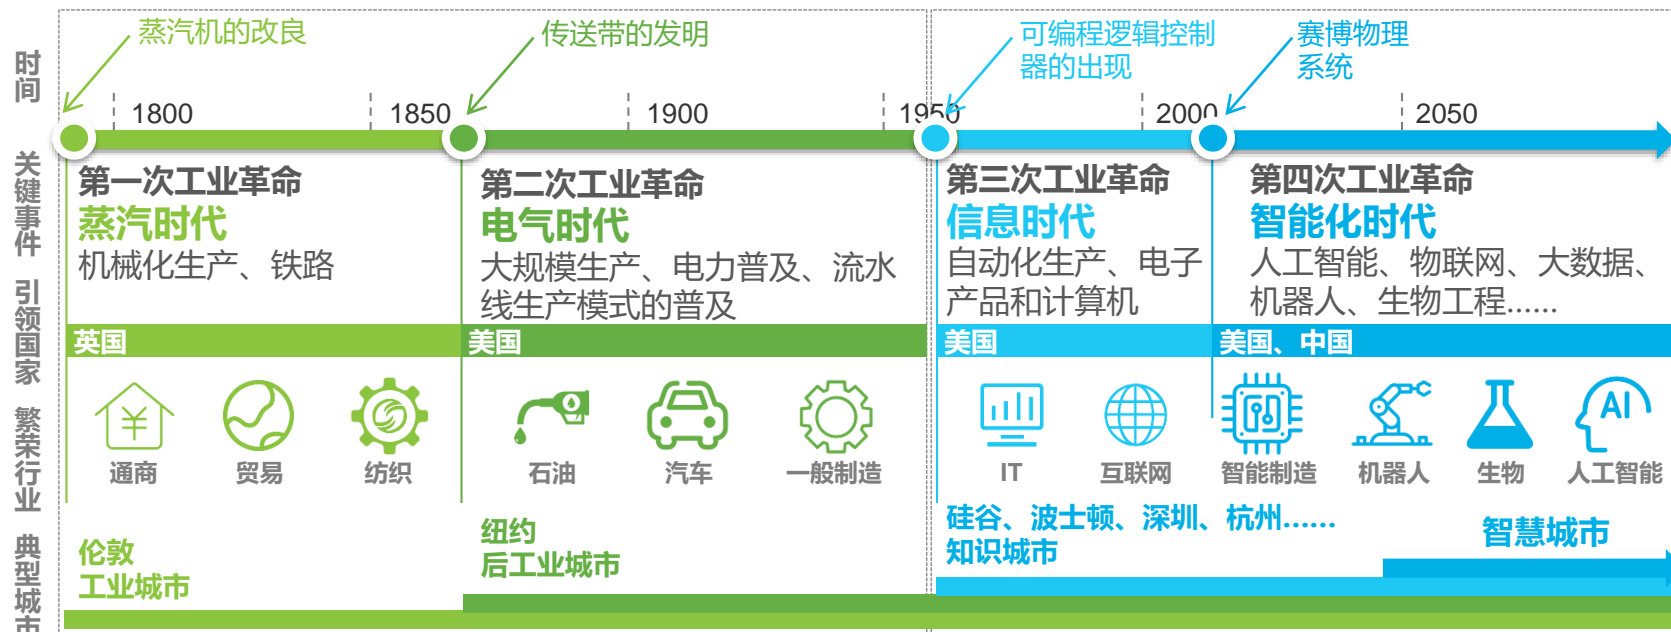 蒸汽机的改良
传送带的发明
可编程逻辑控制
器的出现
赛博物理
系统
时间
1800
1850
1900
1950
2000
2050
关键事件
第一次工业革命
蒸汽时代
机械化生产、铁路
第二次工业革命
电气时代
大规模生产、电力普及、流水
线生产模式的普及
第三次工业革命
信息时代
自动化生产、电子
产品和计算机
第四次工业革命
智能化时代
人工智能、物联网、大数据、
机器人、生物工程……
引领国家
英国
美国
美国
美国、中国
繁荣行业
¥
AI
通商
贸易
纺织
石油
汽车
一般制造
IT
互联网
智能制造
机器人
生物
人工智能
典型城市
伦敦
工业城市
纽约
后工业城市
硅谷、波士顿、深圳、杭州……
知识城市
智慧城市